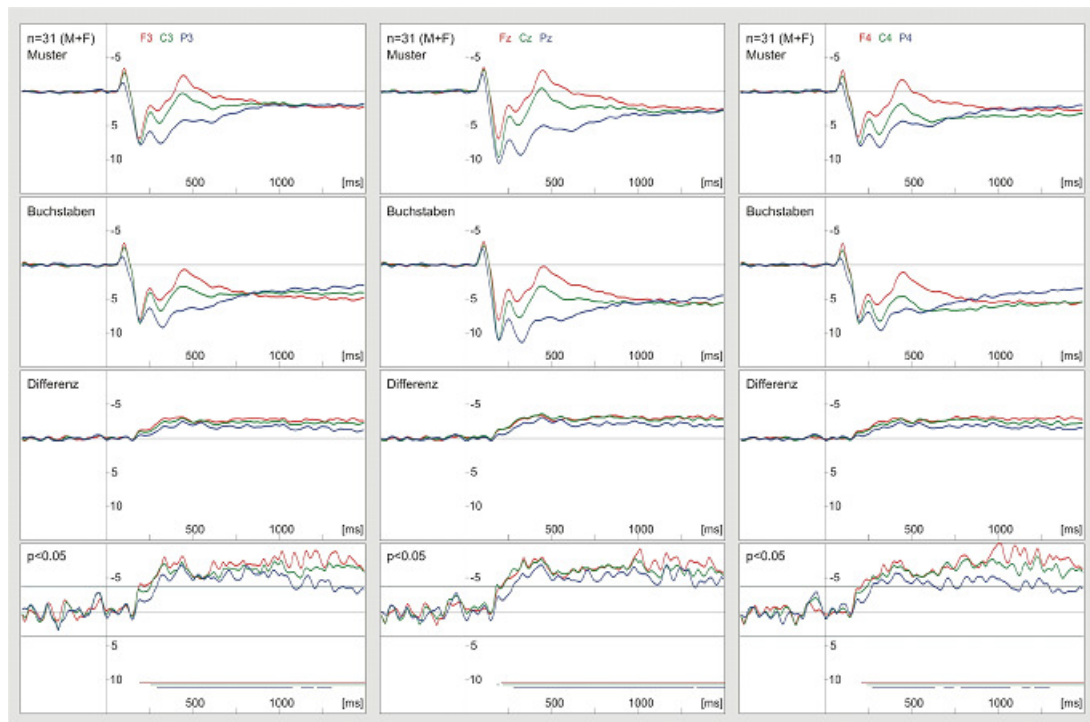 n=31 (M+F) F3 C3 P3
Muster
-5
5
10
500 1000 [ms]
n=31 (M+F) Fz Cz Pz
Muster
-5
5
10
500 1000 [ms]
n=31 (M+F) F4 C4 P4
Muster
-5
5
10
500 1000 [ms]
Buchstaben
-5
5
10
500 1000 [ms]
Buchstaben
-5
5
10
500 1000 [ms]
Buchstaben
-5
5
10
500 1000 [ms]
Differenz
-5
5
10
500 1000 [ms]
Differenz
-5
5
10
500 1000 [ms]
Differenz
-5
5
10
500 1000 [ms]
p<0.05
-5
5
10
500 1000 [ms]
p<0.05
-5
5
10
500 1000 [ms]
p<0.05
-5
5
10
500 1000 [ms]